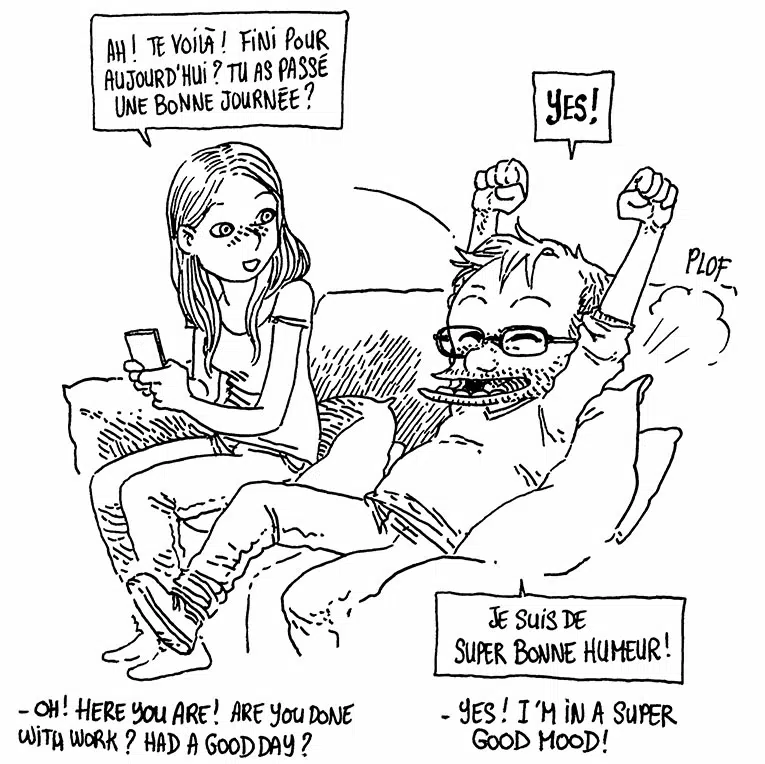 AH! TE VOILÀ! FINI POUR
AUJOURD'HUI? TU AS PASSÉ
UNE BONNE JOURNÉE?
YES!
PLOF
JE SUIS DE
SUPER BONNE HUMEUR!
- OH! HERE YOU ARE! ARE YOU DONE
WITH WORK? HAD A GOOD DAY?
- YES! I'M IN A SUPER
GOOD MOOD!